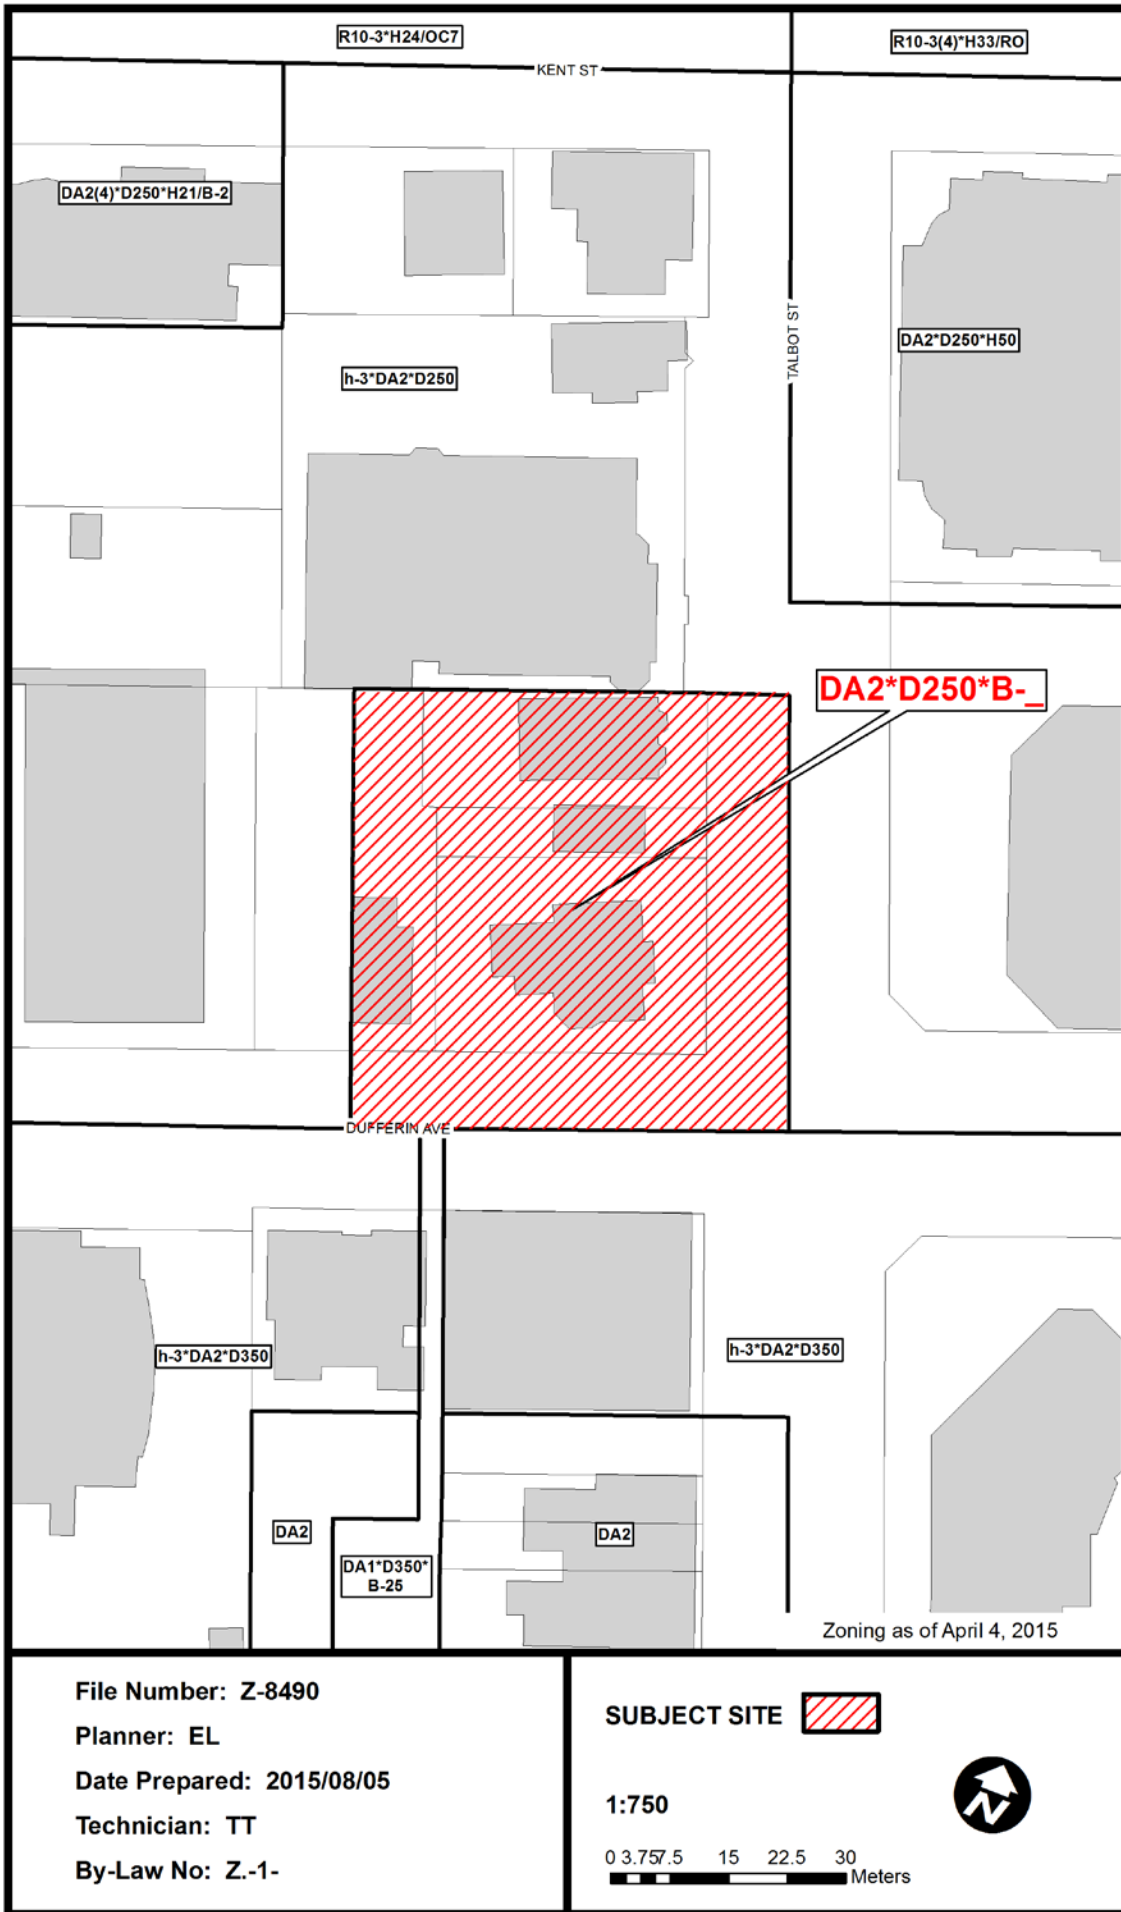 R10-3*H24/OC7
R10-3(4)*H33/RO
KENT ST
DA2(4)*D250*H21/B-2
TALBOT ST
DA2*D250*H50
h-3*DA2*D250
DA2*D250*B-_
DUFFERIN AVE
h-3*DA2*D350
h-3*DA2*D350
DA2
DA2
DA1*D350*
B-25
Zoning as of April 4, 2015
File Number: Z-8490
Planner: EL
Date Prepared: 2015/08/05
Technician: TT
By-Law No: Z.-1-
SUBJECT SITE
N
1:750
0 3.75 7.5 15 22.5 30
Meters